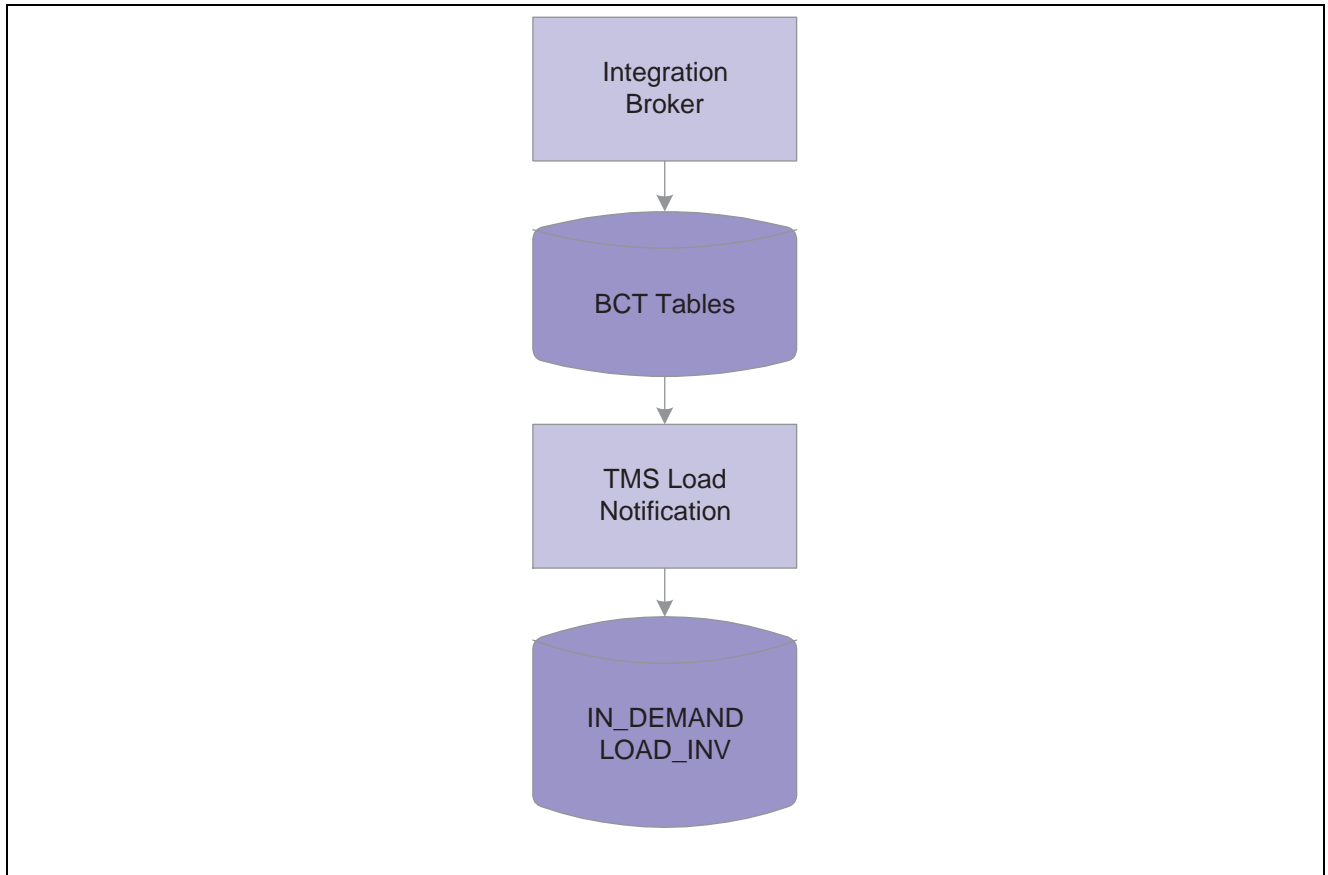 Integration
Broker
BCT Tables
TMS Load
Notification
IN_DEMAND
LOAD_INV